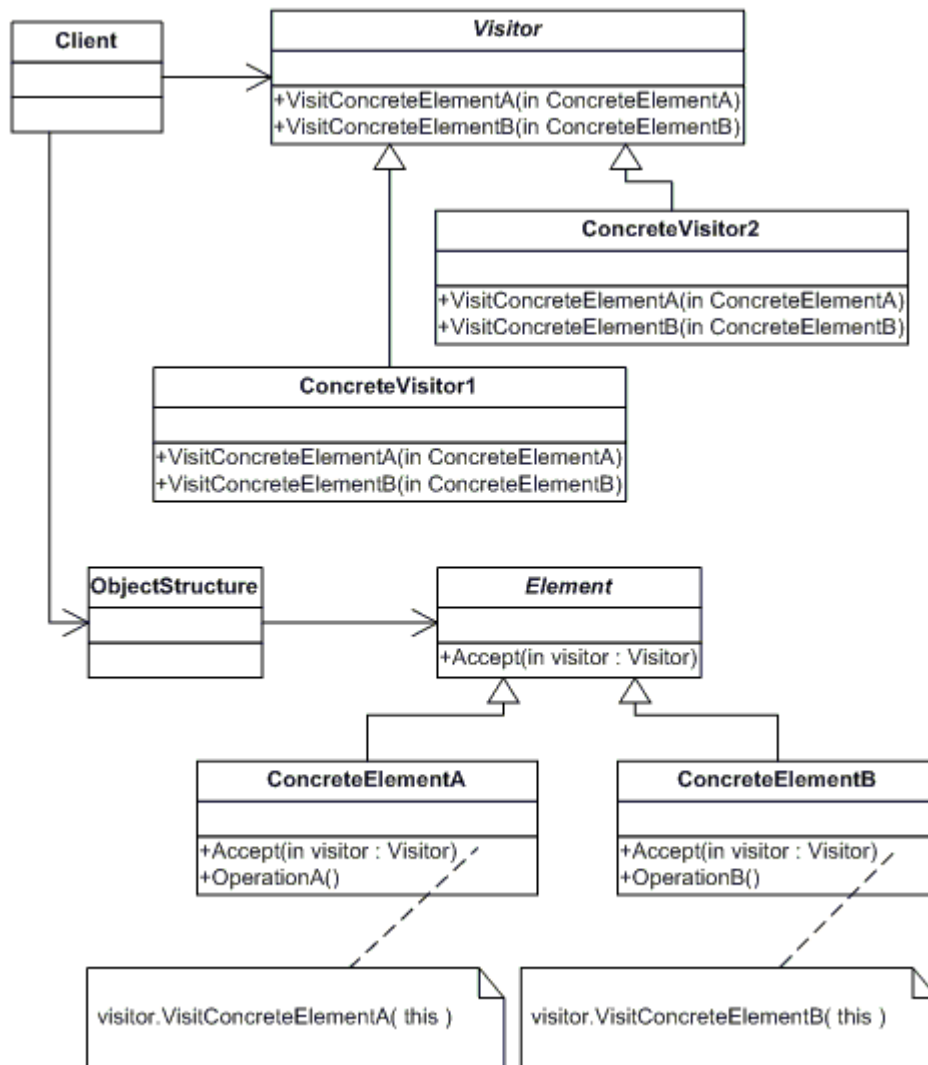 Client
Visitor
+VisitConcreteElementA(in ConcreteElementA)
+VisitConcreteElementB(in ConcreteElementB)
ConcreteVisitor2
+VisitConcreteElementA(in ConcreteElementA)
+VisitConcreteElementB(in ConcreteElementB)
ConcreteVisitor1
+VisitConcreteElementA(in ConcreteElementA)
+VisitConcreteElementB(in ConcreteElementB)
ObjectStructure
Element
+Accept(in visitor : Visitor)
ConcreteElementA
+Accept(in visitor : Visitor)
+OperationA()
ConcreteElementB
+Accept(in visitor : Visitor)
+OperationB()
visitor.VisitConcreteElementA( this )
visitor.VisitConcreteElementB( this )